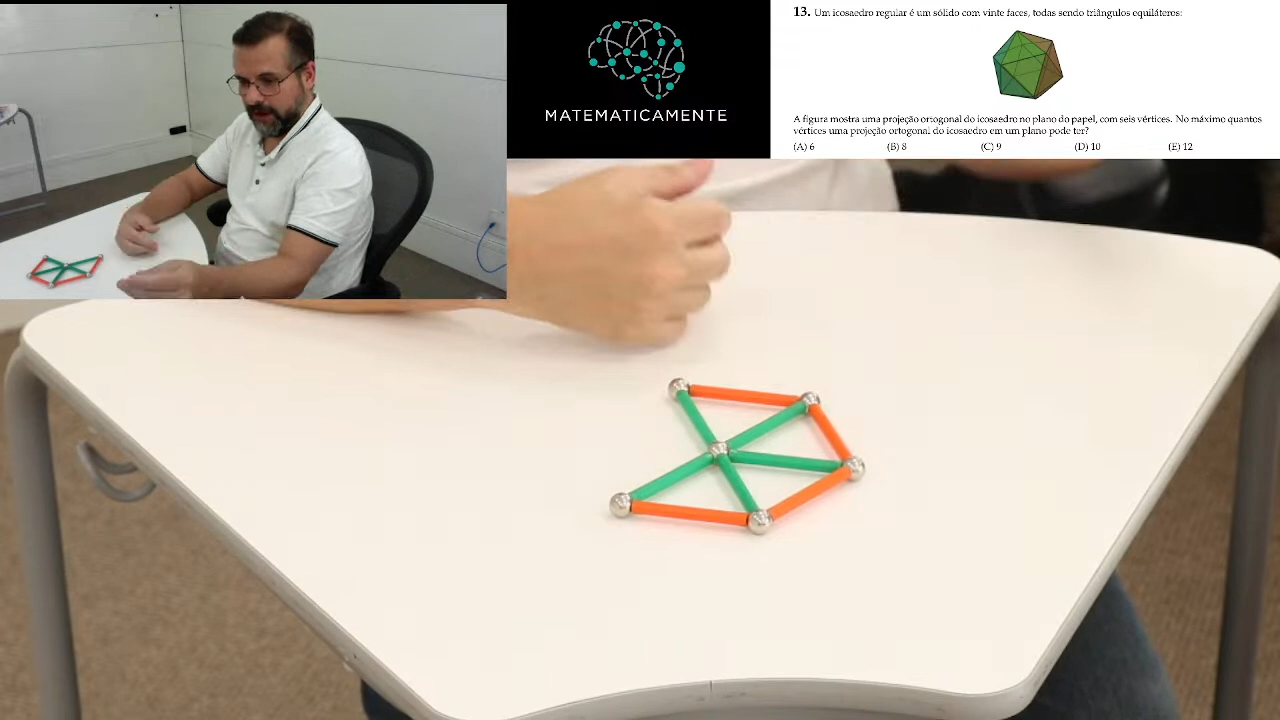 MATEMATICAMENTE
13. Um icosaedro regular é um sólido com vinte faces, todas sendo triângulos equiláteros:
A figura mostra uma projeção ortogonal do icosaedro no plano do papel, com seis vértices. No máximo quantos
vértices uma projeção ortogonal do icosaedro em um plano pode ter?
(A) 6 (B) 8 (C) 9 (D) 10 (E) 12